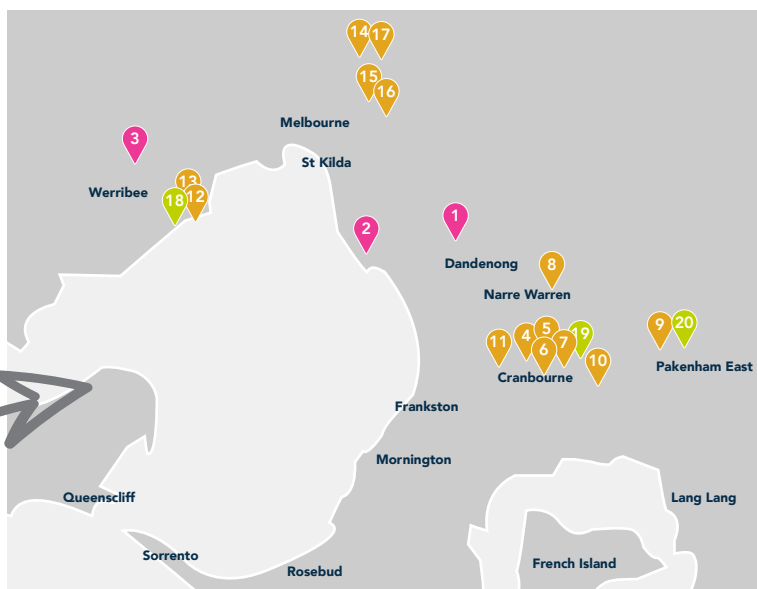 14 17
15
16
Melbourne
3
St Kilda
13
Werribee
18 12
1
2
Dandenong
8
Narre Warren
9 20
5
4 19
11 7
6
10
Pakenham East
Cranbourne
Frankston
Mornington
Queenscliff
Lang Lang
Sorrento
French Island
Rosebud